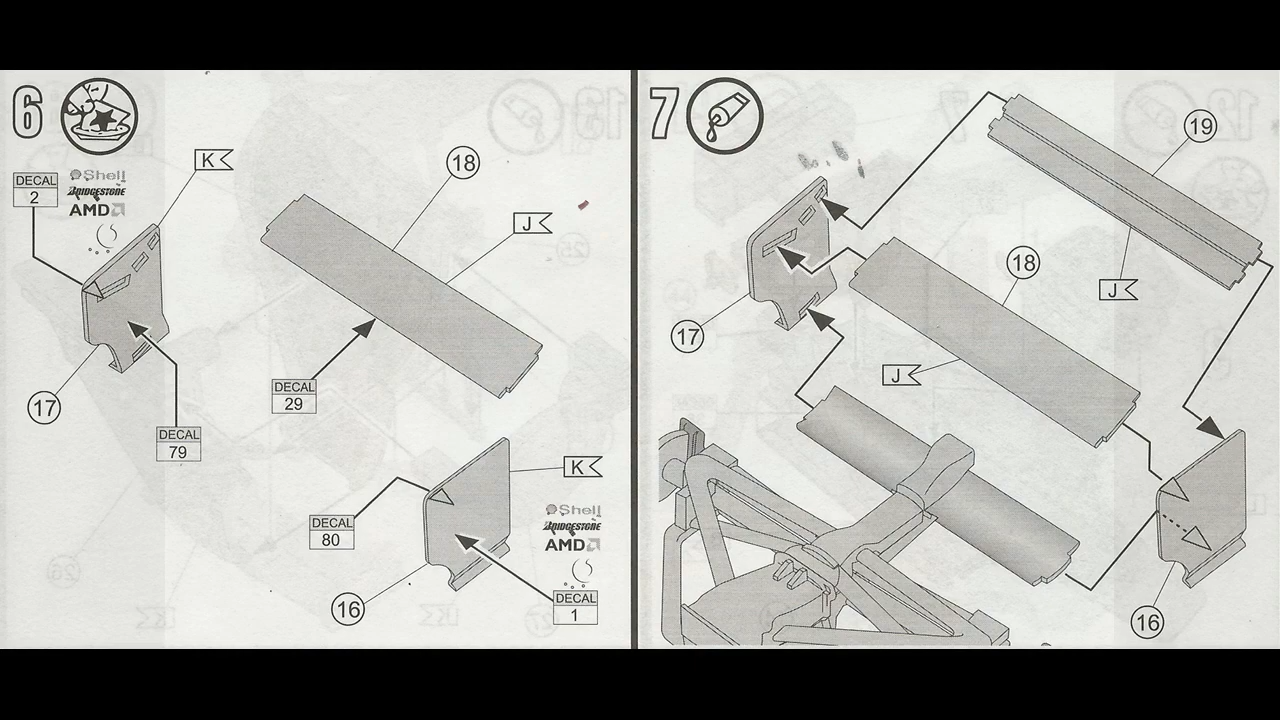 6
K
18
DECAL
2
Shell
BRIDGESTONE
AMD
J
17
DECAL
29
DECAL
79
K
DECAL
80
Shell
BRIDGESTONE
AMD
16
DECAL
1
7
19
18
J
17
J
16